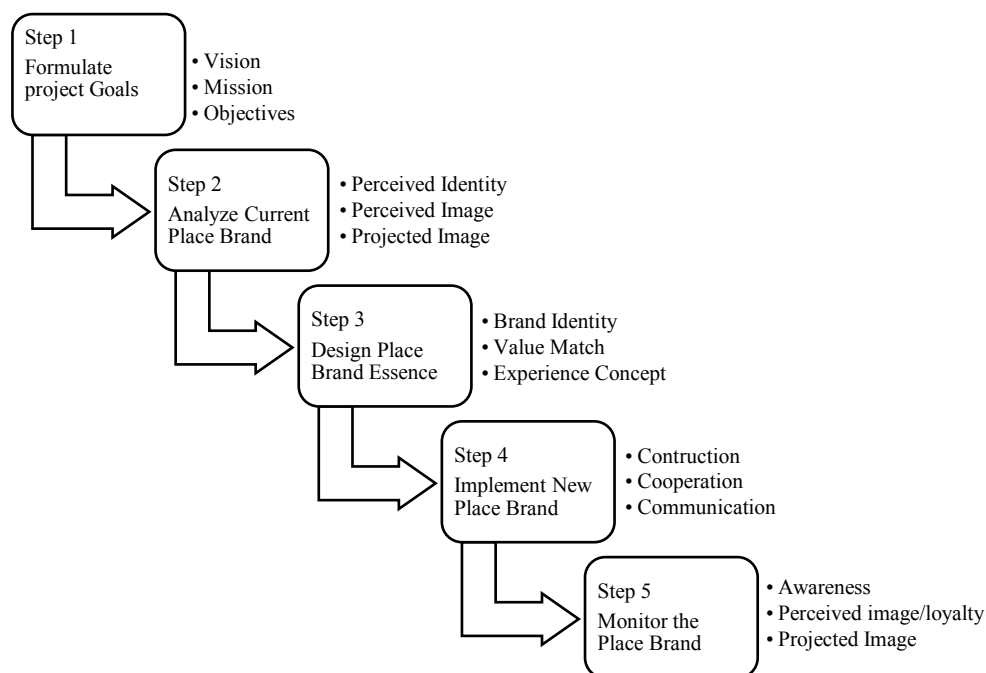 Step 1
Formulate
project Goals
• Vision
• Mission
• Objectives
Step 2
Analyze Current
Place Brand
• Perceived Identity
• Perceived Image
• Projected Image
Step 3
Design Place
Brand Essence
• Brand Identity
• Value Match
• Experience Concept
Step 4
Implement New
Place Brand
• Contruction
• Cooperation
• Communication
Step 5
Monitor the
Place Brand
• Awareness
• Perceived image/loyalty
• Projected Image